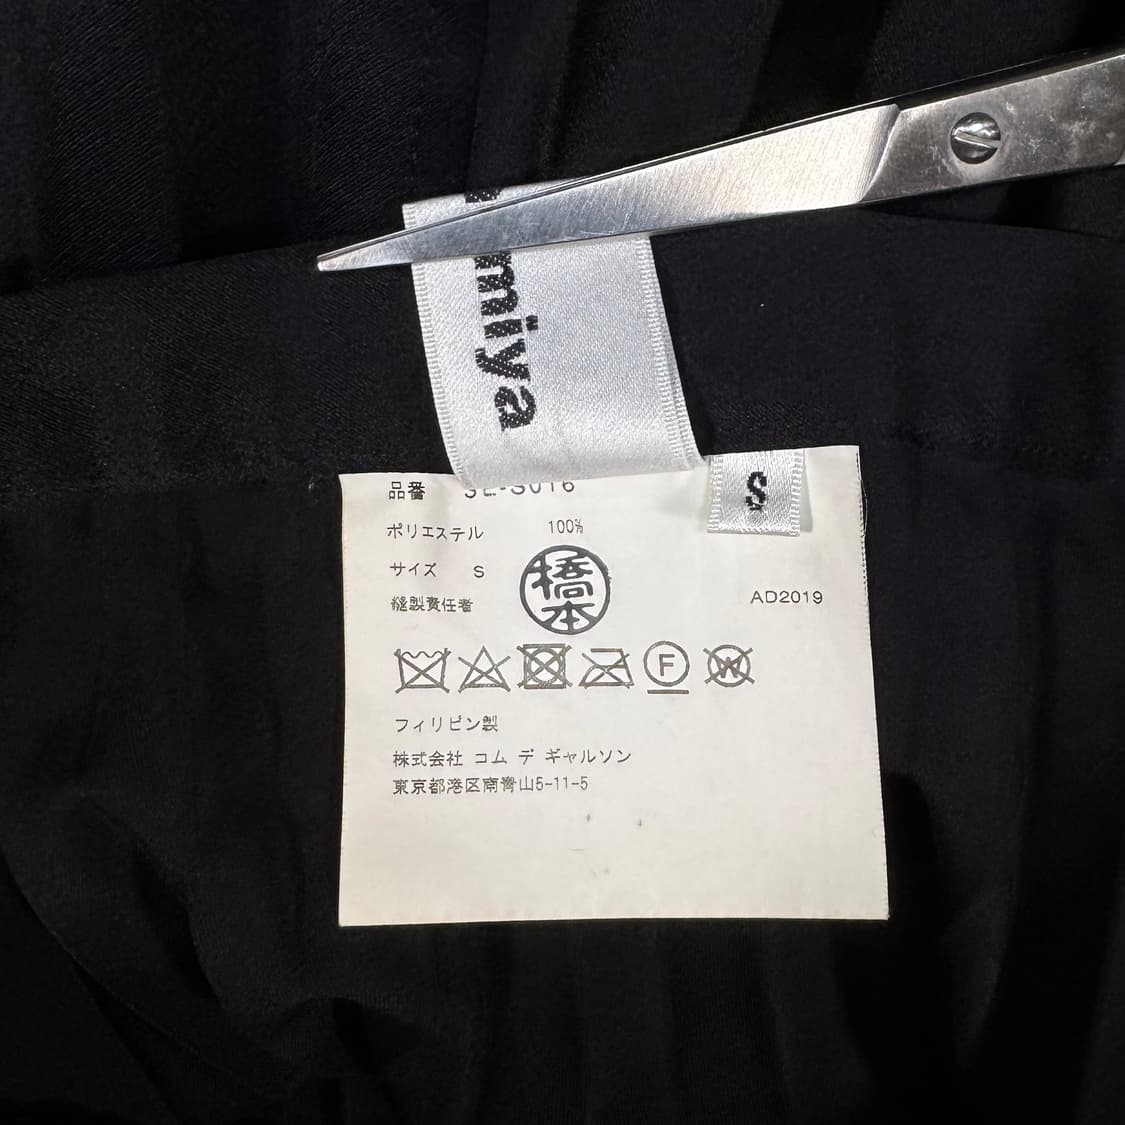 miya
S
品番 SE-S016
ポリエステル 100%
サイズ S
縫製責任者 橋本
AD2019
F
W
フィリピン製
株式会社 コム デ ギャルソン
東京都港区南青山5-11-5